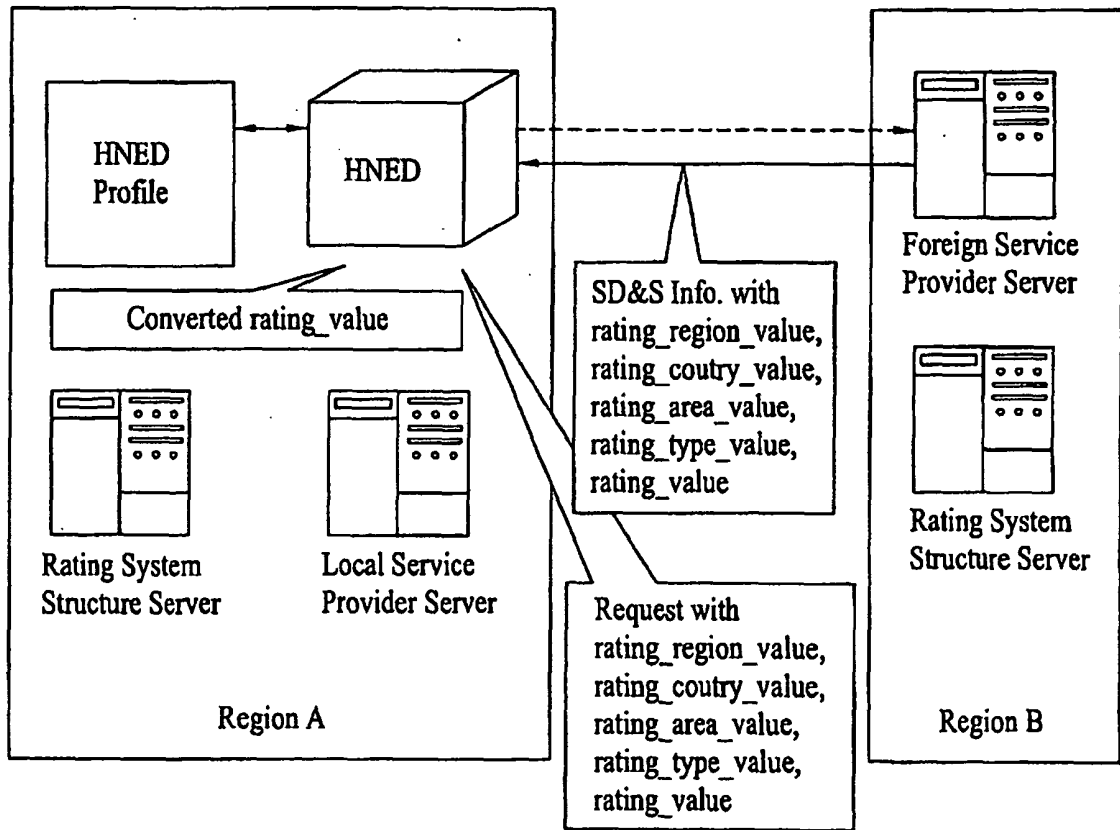 HNED
Profile
HNED
Converted rating_value
Rating System
Structure Server
Local Service
Provider Server
Region A
SD&S Info. with
rating_region_value,
rating_coutry_value,
rating_area_value,
rating_type_value,
rating_value
Request with
rating_region_value,
rating_coutry_value,
rating_area_value,
rating_type_value,
rating_value
Foreign Service
Provider Server
Rating System
Structure Server
Region B